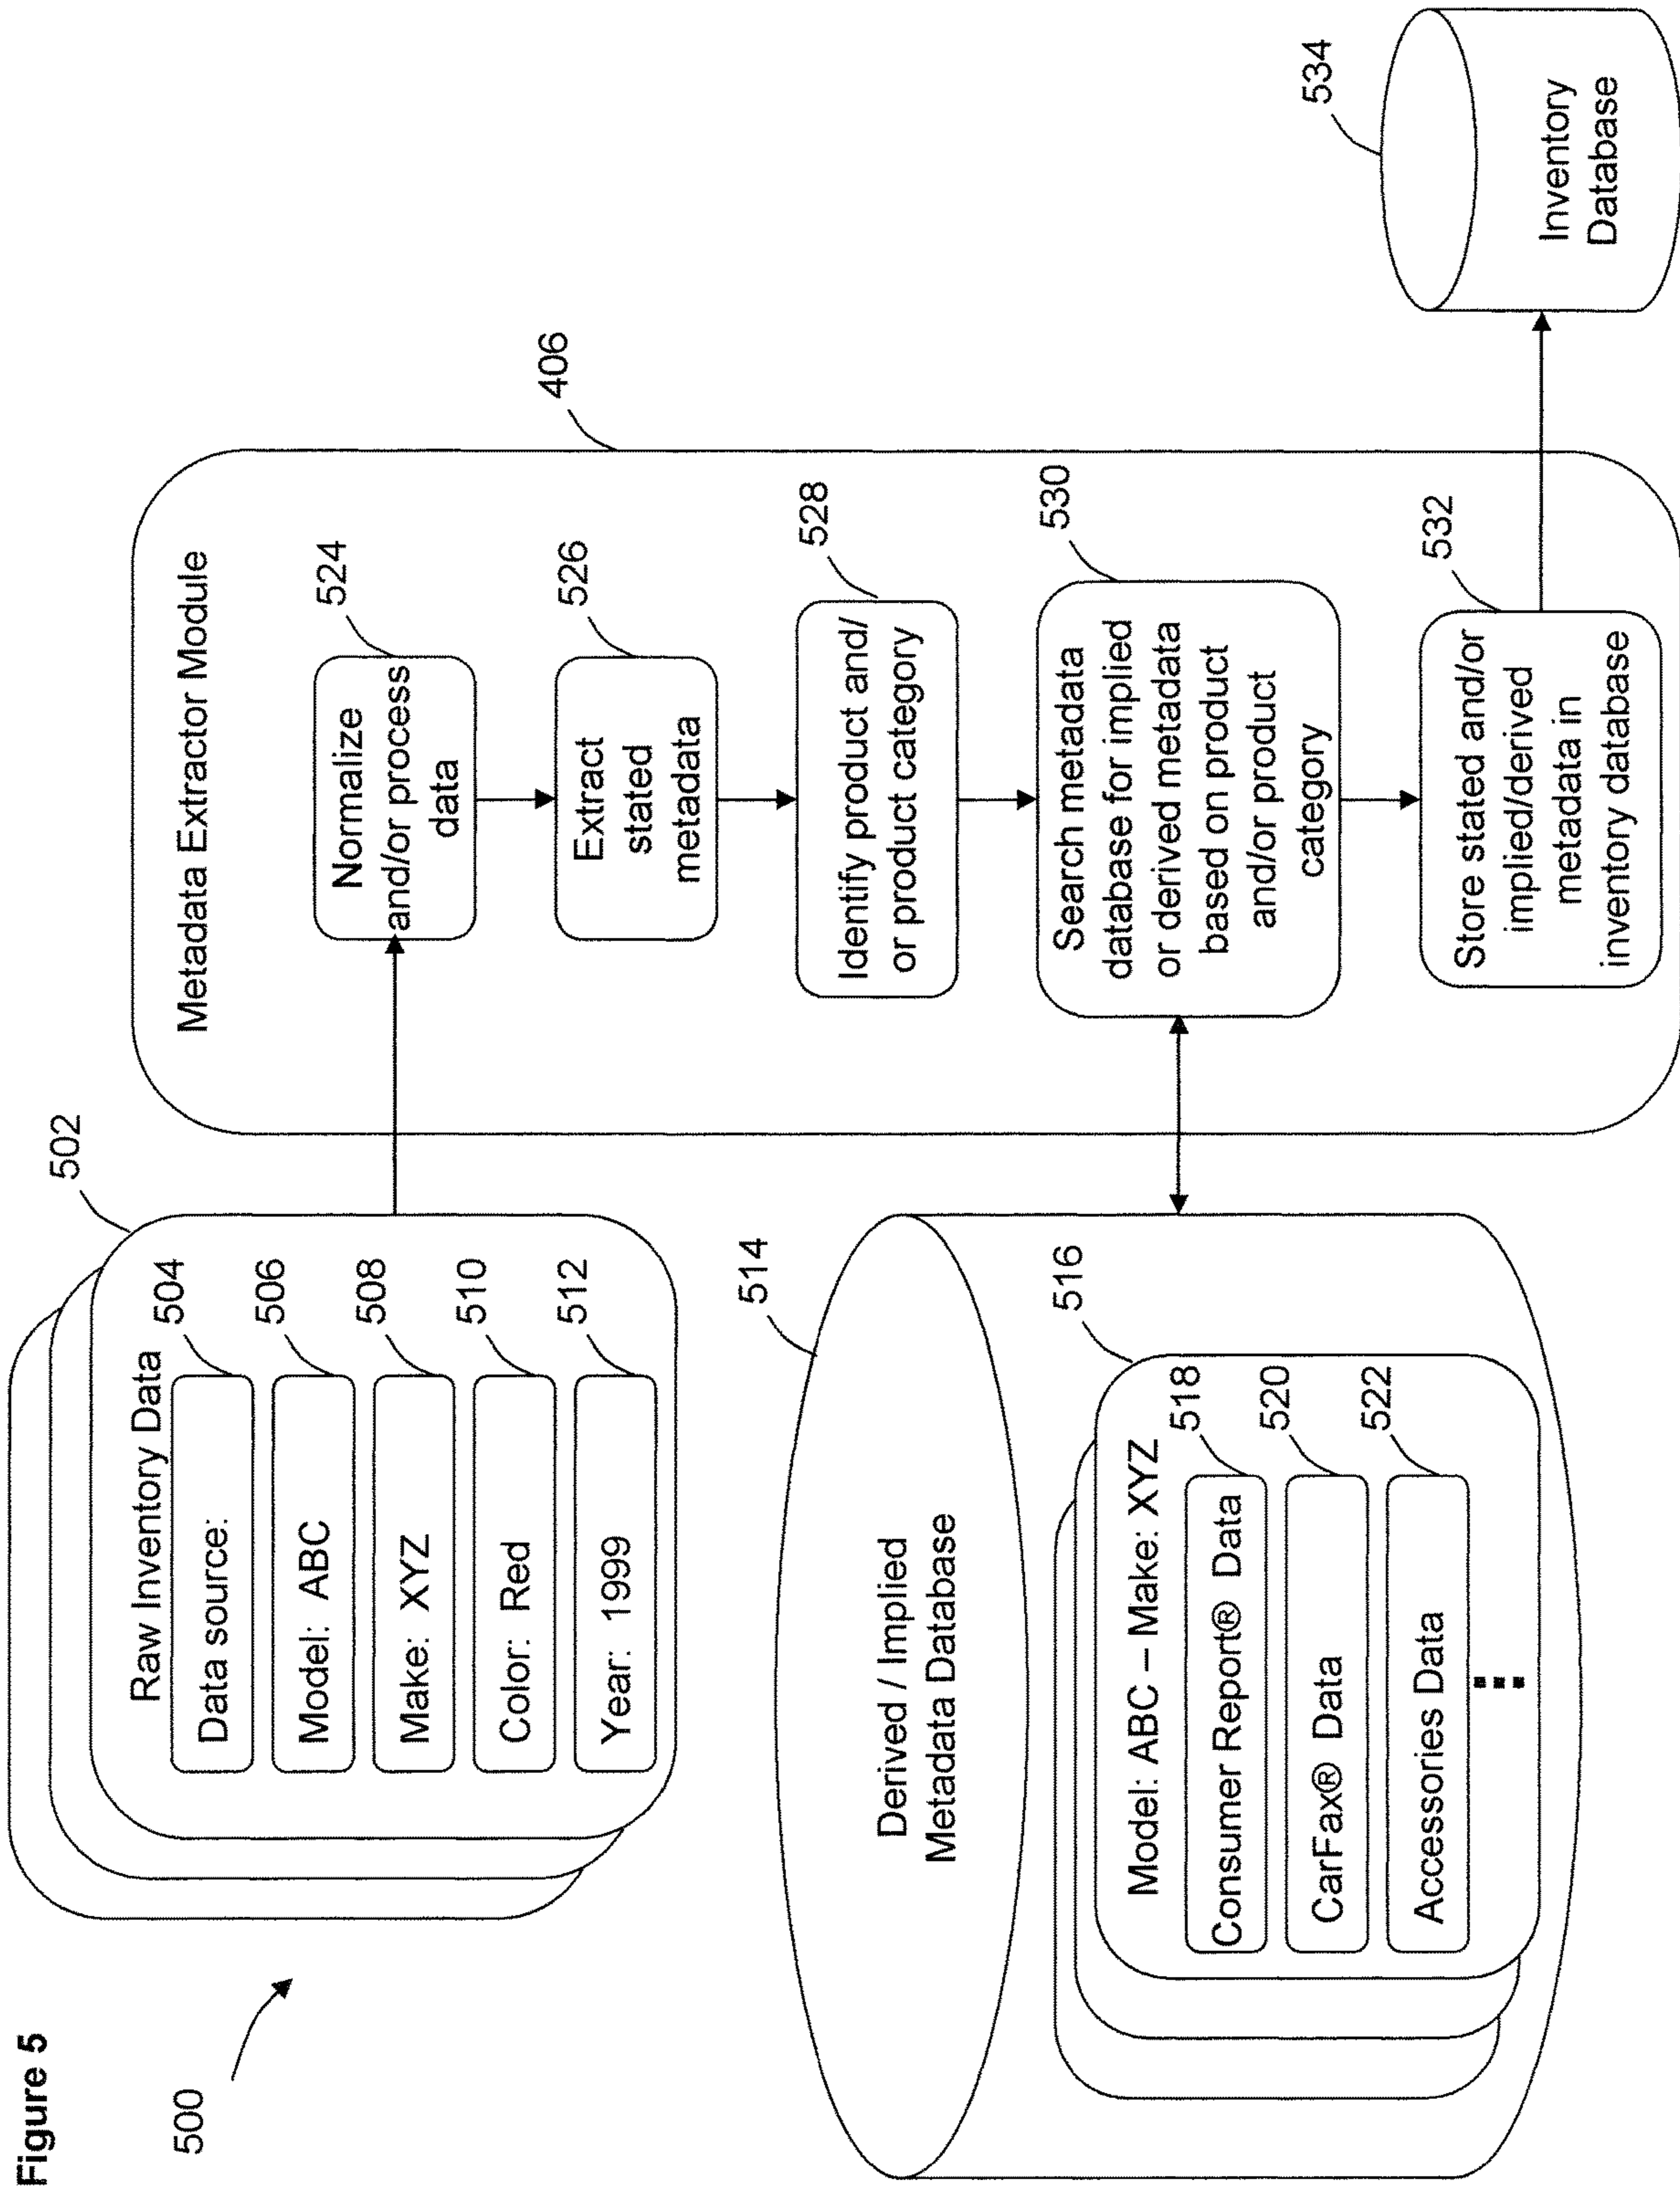 Figure 5
500
502
Raw Inventory Data
504
Data source:
506
Model: ABC
508
Make: XYZ
510
Color: Red
512
Year: 1999
514
Derived / Implied
Metadata Database
516
Model: ABC – Make: XYZ
518
Consumer Report® Data
520
CarFax® Data
522
Accessories Data
406
Metadata Extractor Module
524
Normalize
and/or process
data
526
Extract
stated
metadata
528
Identify product and/
or product category
530
Search metadata
database for implied
or derived metadata
based on product
and/or product
category
532
Store stated and/or
implied/derived
metadata in
inventory database
534
Inventory
Database